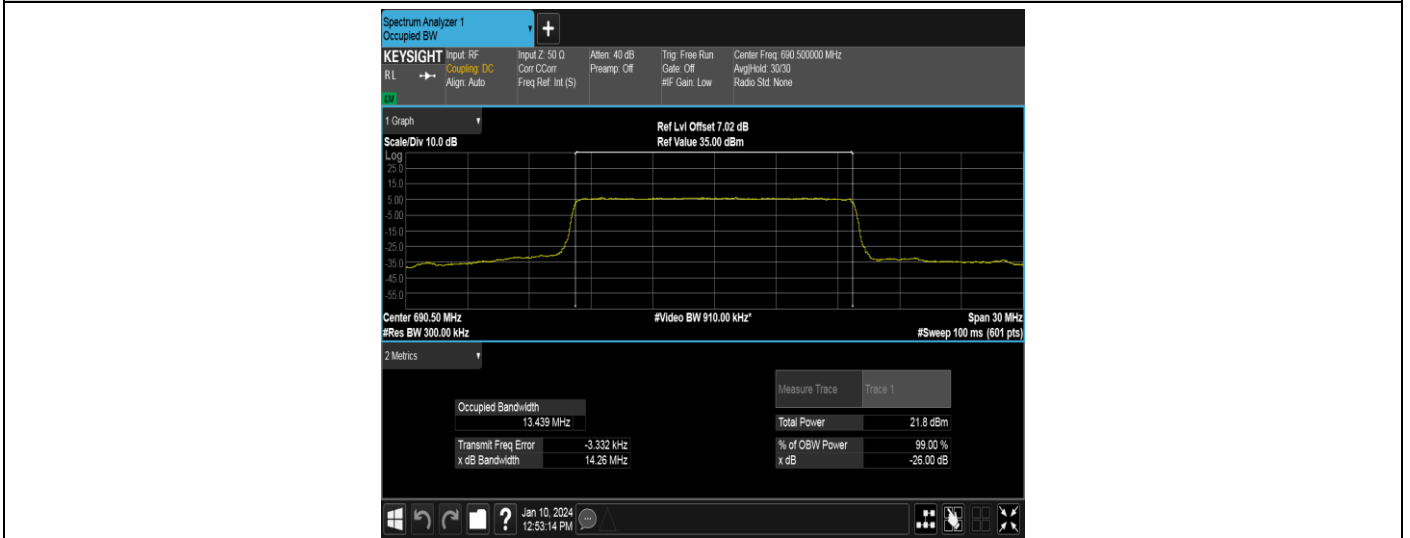 Spectrum Analyzer 1
Occupied BW
+
KEYSIGHT Input: RF Input Z: 50 Ω Atten: 40 dB Trig: Free Run Center Freq: 690.500000 MHz
RL Coupling: DC Corr CCorr Preamp: Off Gate: Off Avg|Hold: 30/30
Align: Auto Freq Ref: Int (S) #IF Gain: Low Radio Std: None
1 Graph Ref Lvl Offset 7.02 dB
Scale/Div 10.0 dB Ref Value 35.00 dBm
Log
25.0
15.0
5.00
-5.00
-15.0
-25.0
-35.0
-45.0
-55.0
Center 690.50 MHz #Video BW 910.00 kHz* Span 30 MHz
#Res BW 300.00 kHz #Sweep 100 ms (601 pts)
2 Metrics
Measure Trace Trace 1
Occupied Bandwidth
13.439 MHz Total Power 21.8 dBm
Transmit Freq Error -3.332 kHz % of OBW Power 99.00 %
x dB Bandwidth 14.26 MHz x dB -26.00 dB
? Jan 10, 2024
12:53:14 PM